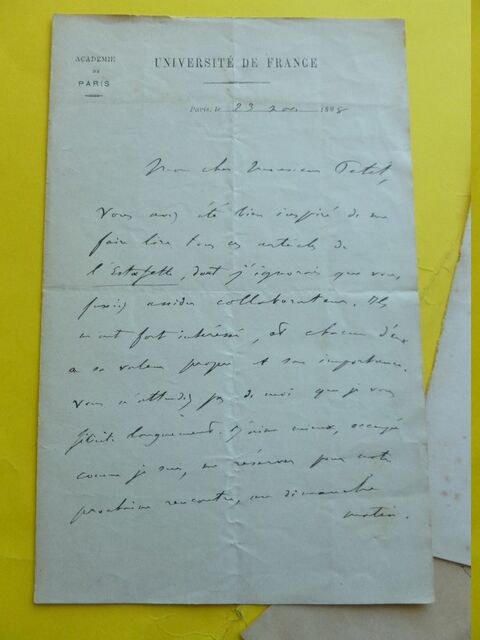 ACADEMIE
DE
PARIS
UNIVERSITÉ DE FRANCE
Paris, le 23 1898
Mon cher Monsieur Petit,
Vous avez été bien inspiré de me
faire lire tous ces articles de
l'Estafette, dont j'ignorais que vous
fussiez assidu collaborateur. Ils
m'ont fort intéressé, et chacun d'eux
a sa valeur propre et son importance.
Vous n'attendez pas de moi que je vous
longuement. J'aime mieux, occupé
comme je suis, me réserver pour notre
prochaine rencontre, un dimanche
matin.